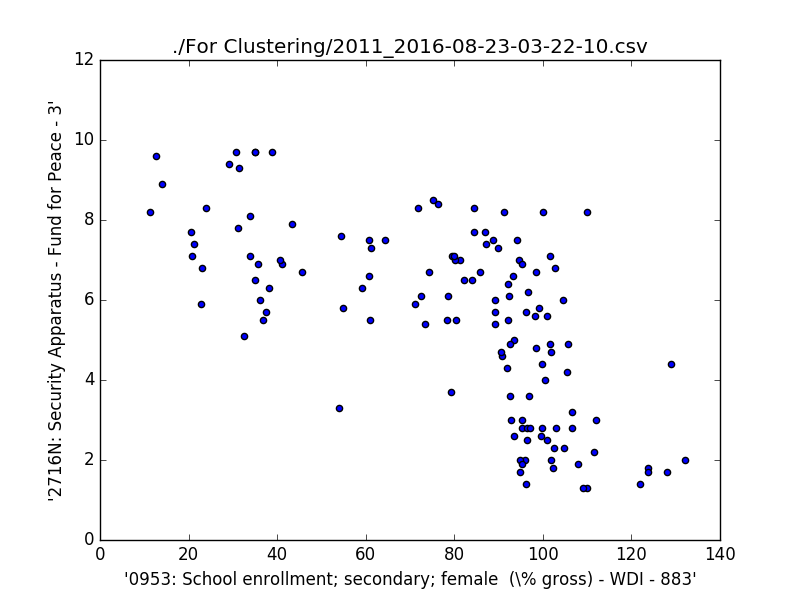 ./For Clustering/2011_2016-08-23-03-22-10.csv
'2716N: Security Apparatus - Fund for Peace - 3'
12
10
8
6
4
2
0
0 20 40 60 80 100 120 140
'0953: School enrollment; secondary; female  (\% gross) - WDI - 883'